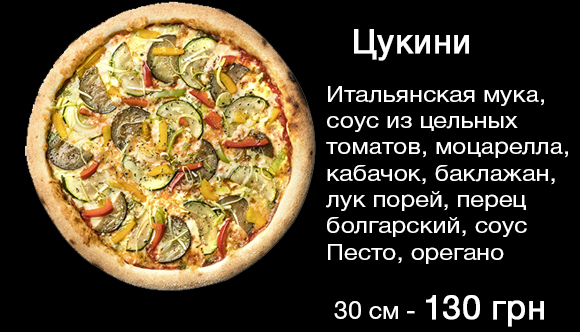 Цукини
Итальянская мука,
соус из цельных
томатов, моцарелла,
кабачок, баклажан,
лук порей, перец
болгарский, соус
Песто, орегано
30 см - 130 грн